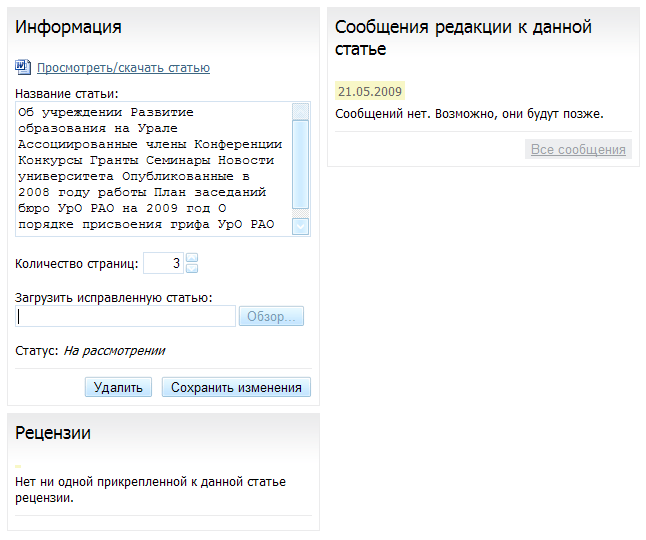 Информация
Просмотреть/скачать статью
Название статьи:
Об учреждении Развитие
образования на Урале
Ассоциированные члены Конференции
Конкурсы Гранты Семинары Новости
университета Опубликованные в
2008 году работы План заседаний
бюро УрО РАО на 2009 год О
порядке присвоения грифа УрО РАО
Количество страниц: 3
Загрузить исправленную статью:
Обзор...
Статус: На рассмотрении
Удалить Сохранить изменения
Рецензии
Нет ни одной прикрепленной к данной статье
рецензии.
Сообщения редакции к данной
статье
21.05.2009
Сообщений нет. Возможно, они будут позже.
Все сообщения